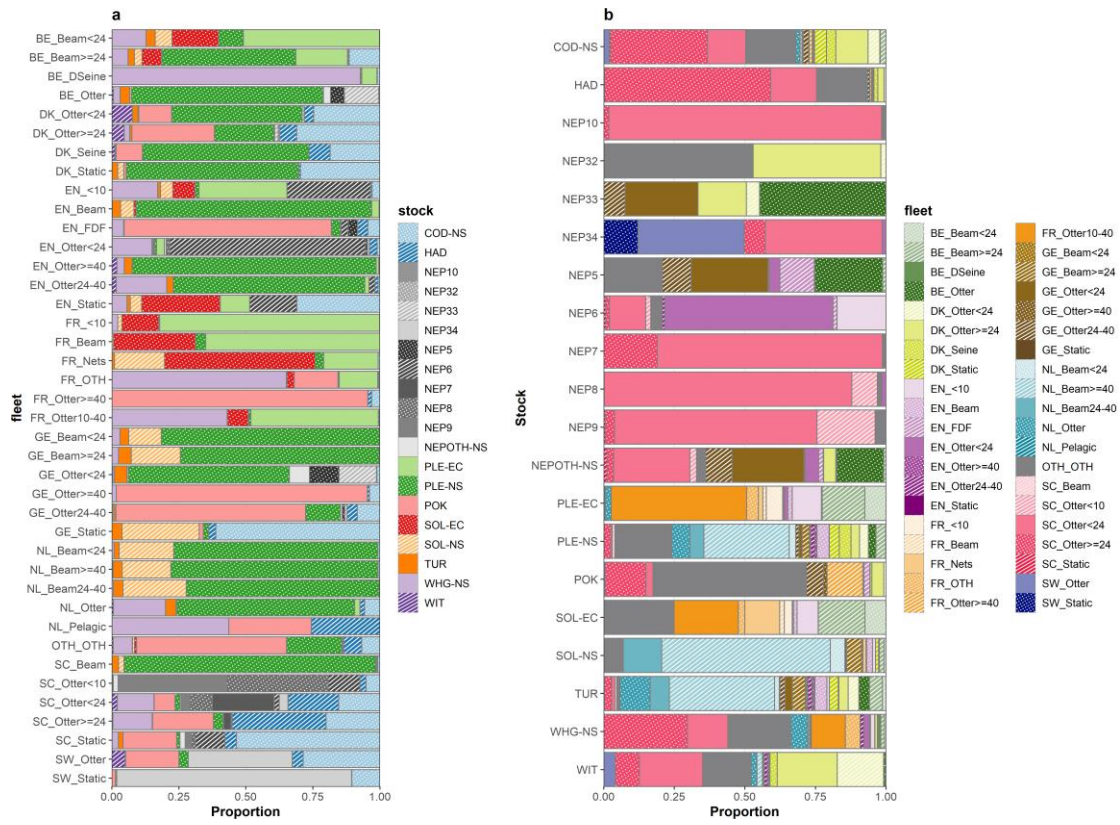 a
BE_Beam<24
BE_Beam>=24
BE_DSeine
BE_Otter
DK_Otter<24
DK_Otter>=24
DK_Seine
DK_Static
EN_<10
EN_Beam
EN_FDF
EN_Otter<24
EN_Otter>=40
EN_Otter24-40
EN_Static
FR_<10
FR_Beam
FR_Nets
FR_OTH
FR_Otter>=40
FR_Otter10-40
GE_Beam<24
GE_Beam>=24
GE_Otter<24
GE_Otter>=40
GE_Otter24-40
GE_Static
NL_Beam<24
NL_Beam>=40
NL_Beam24-40
NL_Otter
NL_Pelagic
OTH_OTH
SC_Beam
SC_Otter<10
SC_Otter<24
SC_Otter>=24
SC_Static
SW_Otter
SW_Static
fleet
0.00 0.25 0.50 0.75 1.00
Proportion
stock
COD-NS
HAD
NEP10
NEP32
NEP33
NEP34
NEP5
NEP6
NEP7
NEP8
NEP9
NEPOTH-NS
PLE-EC
PLE-NS
POK
SOL-EC
SOL-NS
TUR
WHG-NS
WIT
b
COD-NS
HAD
NEP10
NEP32
NEP33
NEP34
NEP5
NEP6
NEP7
NEP8
NEP9
NEPOTH-NS
PLE-EC
PLE-NS
POK
SOL-EC
SOL-NS
TUR
WHG-NS
WIT
Stock
0.00 0.25 0.50 0.75 1.00
Proportion
fleet
BE_Beam<24
BE_Beam>=24
BE_DSeine
BE_Otter
DK_Otter<24
DK_Otter>=24
DK_Seine
DK_Static
EN_<10
EN_Beam
EN_FDF
EN_Otter<24
EN_Otter>=40
EN_Otter24-40
EN_Static
FR_<10
FR_Beam
FR_Nets
FR_OTH
FR_Otter>=40
FR_Otter10-40
GE_Beam<24
GE_Beam>=24
GE_Otter<24
GE_Otter>=40
GE_Otter24-40
GE_Static
NL_Beam<24
NL_Beam>=40
NL_Beam24-40
NL_Otter
NL_Pelagic
OTH_OTH
SC_Beam
SC_Otter<10
SC_Otter<24
SC_Otter>=24
SC_Static
SW_Otter
SW_Static